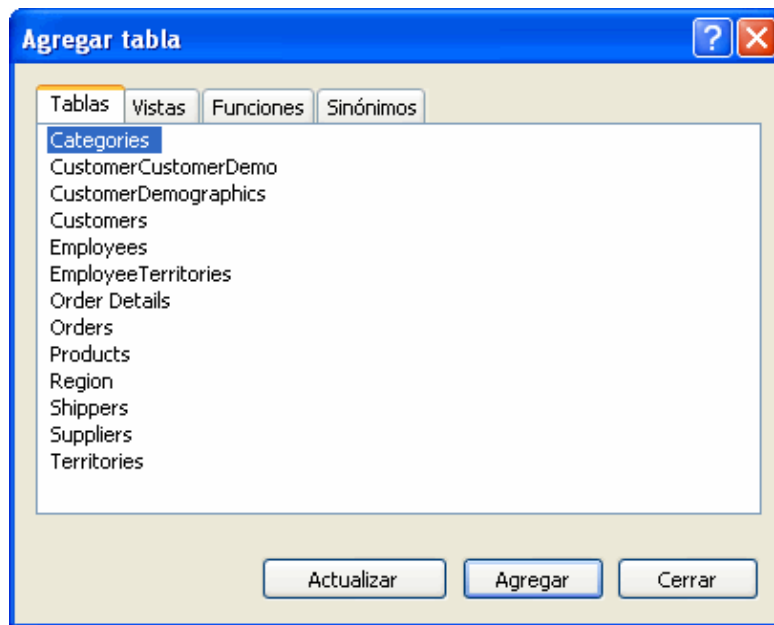 Agregar tabla
Tablas Vistas Funciones Sinónimos
Categories
CustomerCustomerDemo
CustomerDemographics
Customers
Employees
EmployeeTerritories
Order Details
Orders
Products
Region
Shippers
Suppliers
Territories
Actualizar Agregar Cerrar